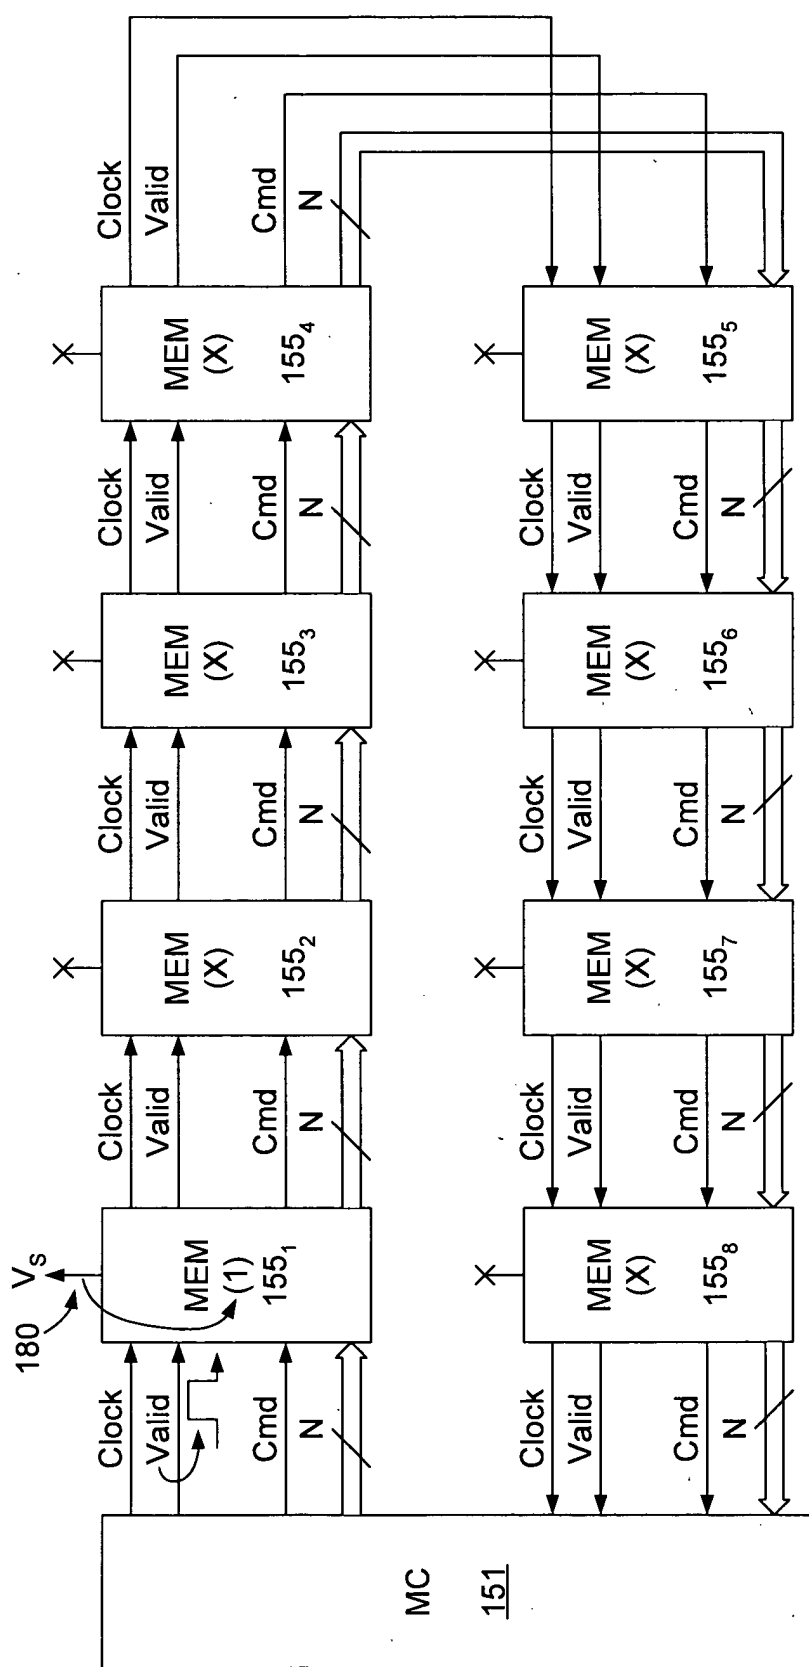 180
V_S
Clock
Valid
Cmd
N
MEM
(1)
155_1
Clock
Valid
Cmd
N
MEM
(X)
155_2
Clock
Valid
Cmd
N
MEM
(X)
155_3
Clock
Valid
Cmd
N
MEM
(X)
155_4
Clock
Valid
Cmd
N
MC
151
Clock
Valid
Cmd
N
MEM
(X)
155_8
Clock
Valid
Cmd
N
MEM
(X)
155_7
Clock
Valid
Cmd
N
MEM
(X)
155_6
Clock
Valid
Cmd
N
MEM
(X)
155_5